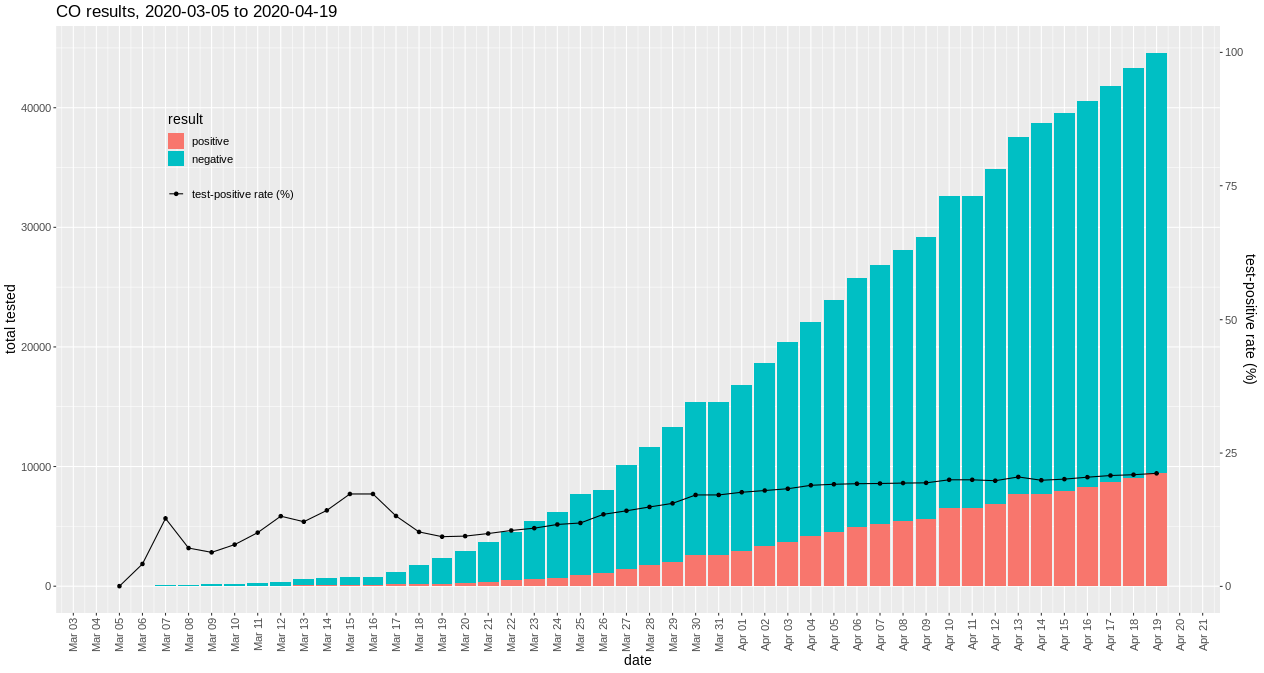 CO results, 2020-03-05 to 2020-04-19
total tested
40000
30000
20000
10000
0
result
positive
negative
test-positive rate (%)
100
75
50
25
0
test-positive rate (%)
Mar 03
Mar 04
Mar 05
Mar 06
Mar 07
Mar 08
Mar 09
Mar 10
Mar 11
Mar 12
Mar 13
Mar 14
Mar 15
Mar 16
Mar 17
Mar 18
Mar 19
Mar 20
Mar 21
Mar 22
Mar 23
Mar 24
Mar 25
Mar 26
Mar 27
Mar 28
Mar 29
Mar 30
Mar 31
Apr 01
Apr 02
Apr 03
Apr 04
Apr 05
Apr 06
Apr 07
Apr 08
Apr 09
Apr 10
Apr 11
Apr 12
Apr 13
Apr 14
Apr 15
Apr 16
Apr 17
Apr 18
Apr 19
Apr 20
Apr 21
date